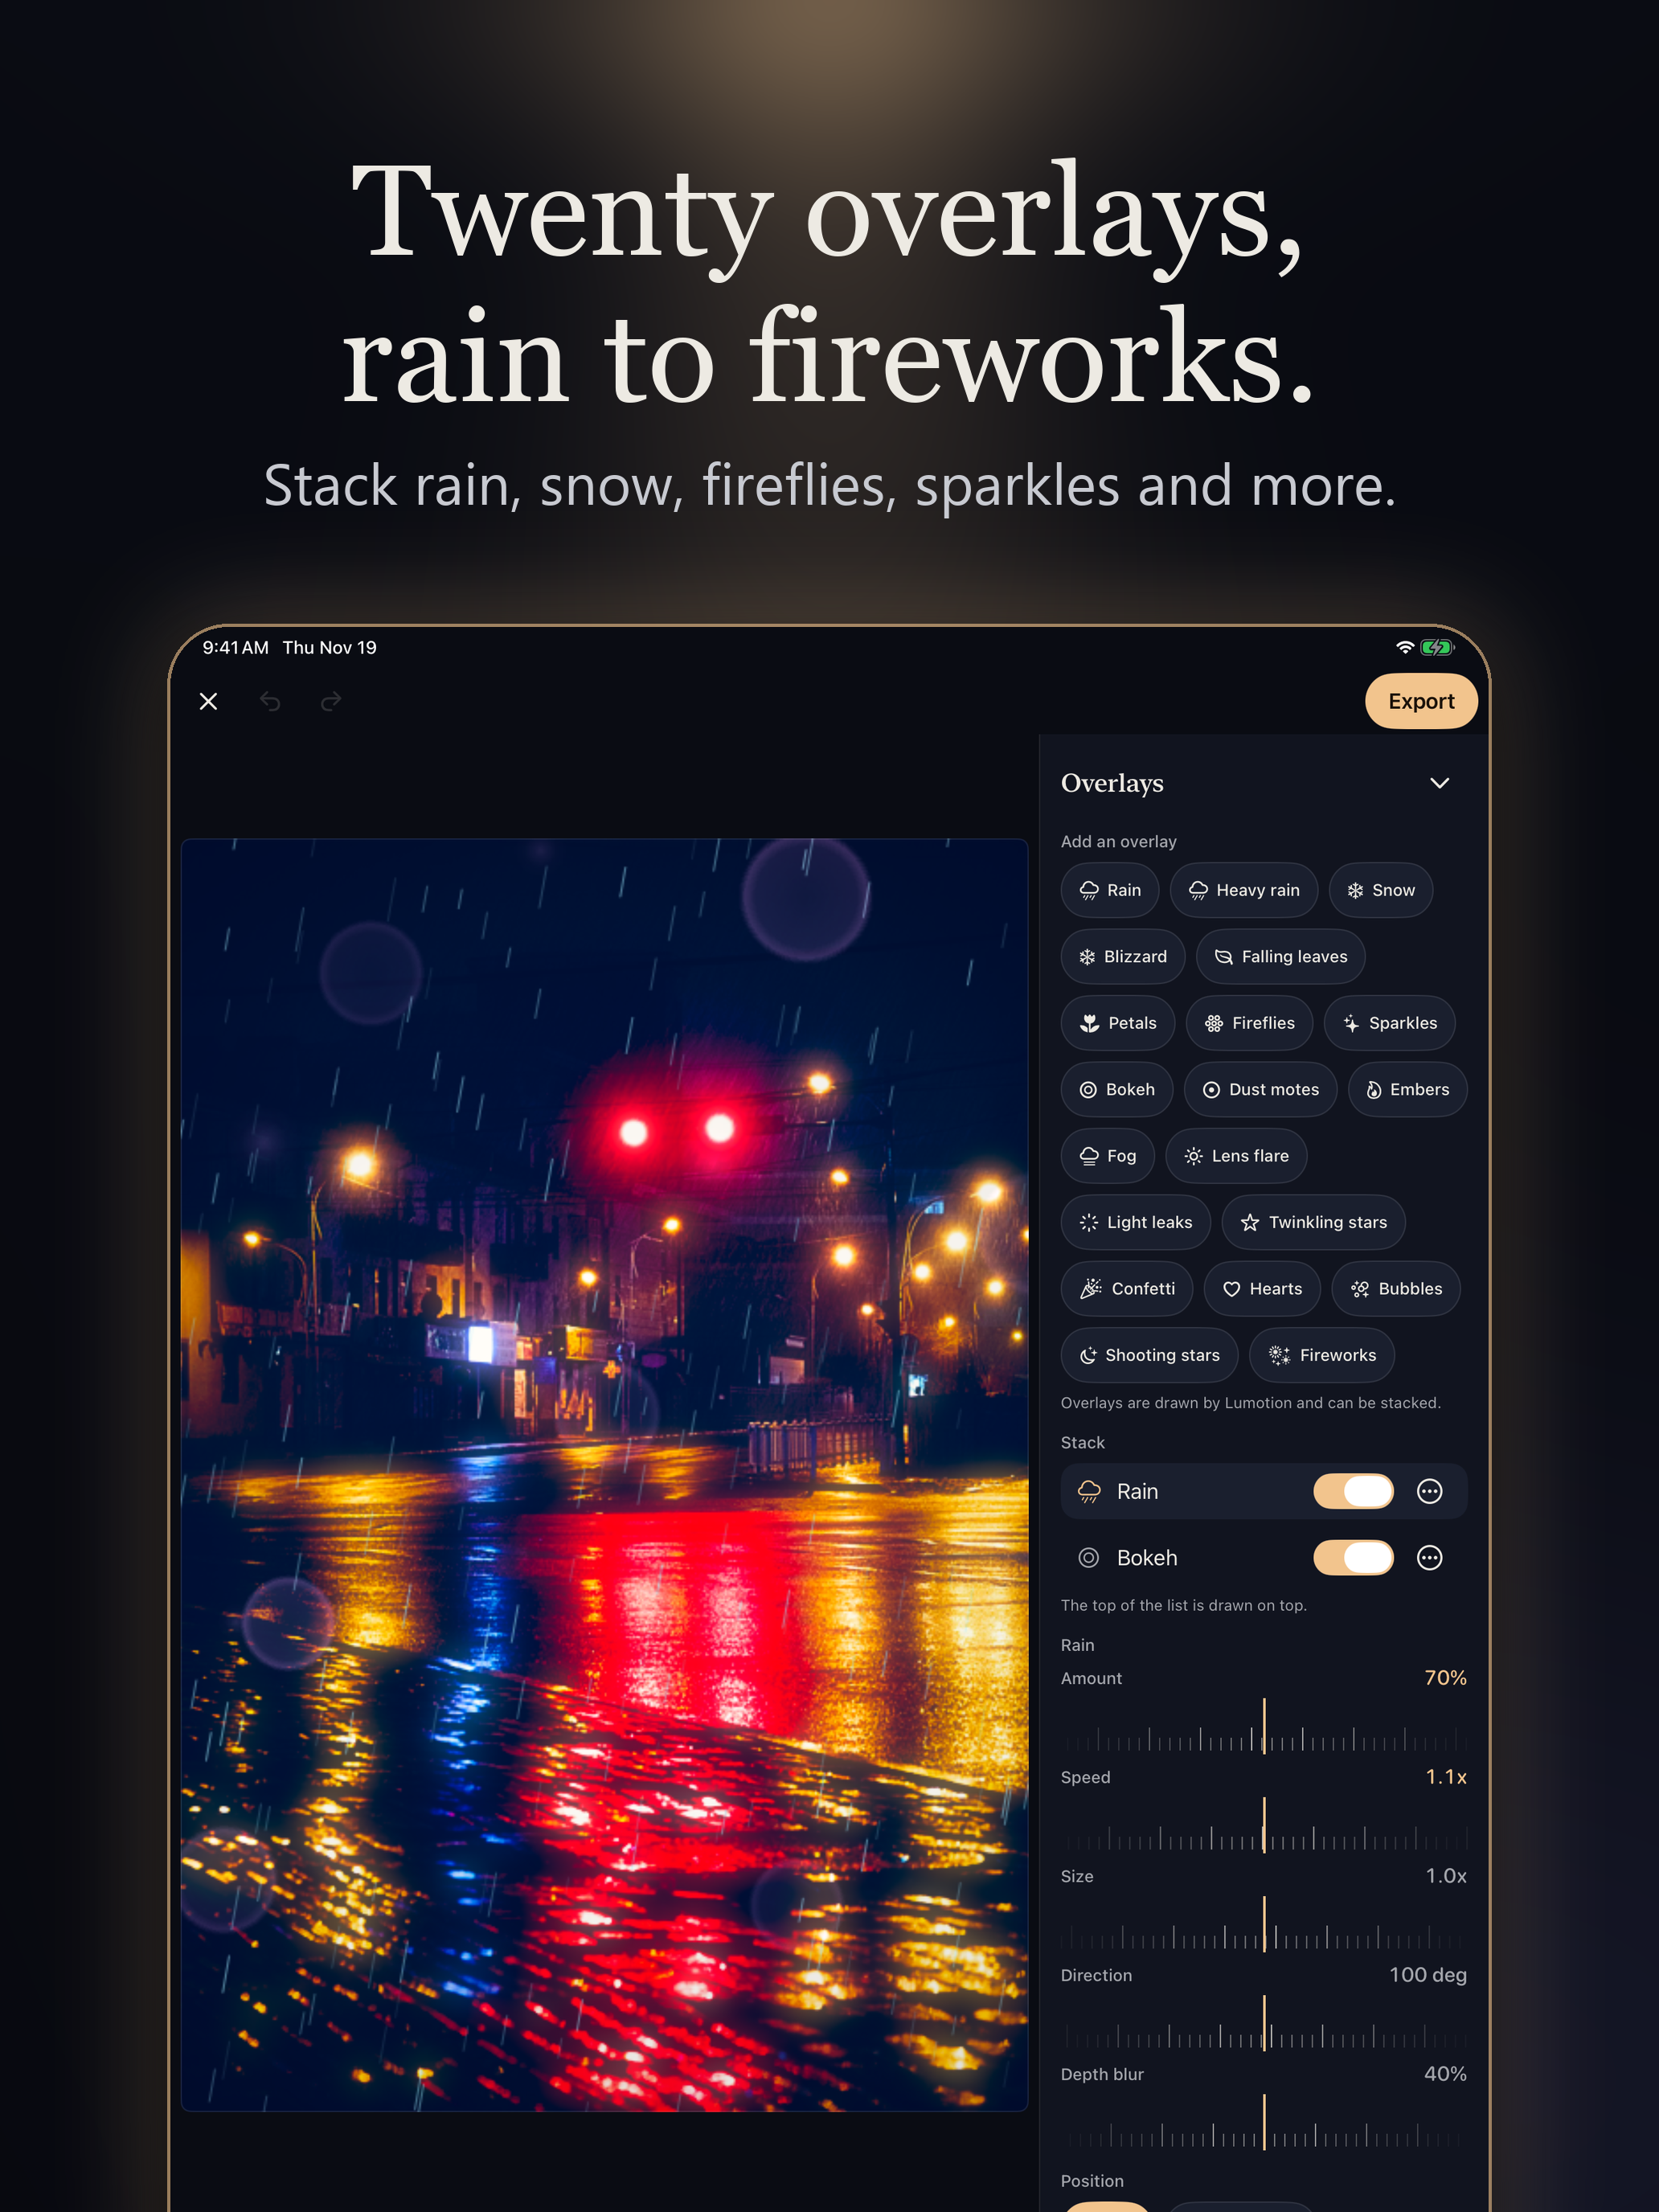 Twenty overlays,
rain to fireworks.
Stack rain, snow, fireflies, sparkles and more.
9:41 AM Thu Nov 19
Export
Overlays
Add an overlay
Rain Heavy rain Snow
Blizzard Falling leaves
Petals Fireflies Sparkles
Bokeh Dust motes Embers
Fog Lens flare
Light leaks Twinkling stars
Confetti Hearts Bubbles
Shooting stars Fireworks
Overlays are drawn by Lumotion and can be stacked.
Stack
Rain
Bokeh
The top of the list is drawn on top.
Rain
Amount 70%
Speed 1.1x
Size 1.0x
Direction 100 deg
Depth blur 40%
Position